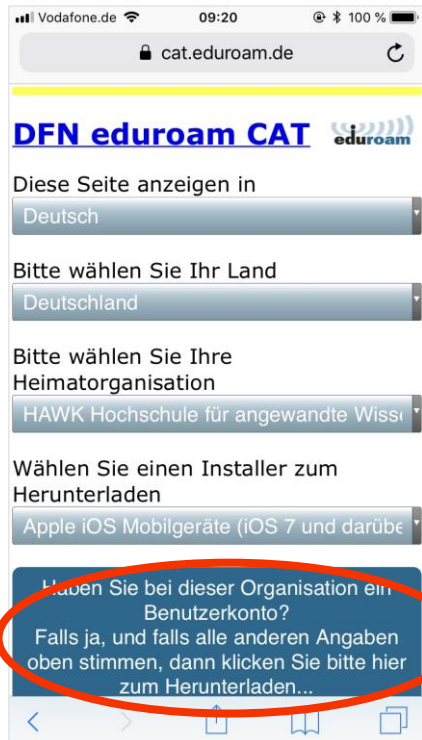 Vodafone.de 09:20 100 %
cat.eduroam.de
DFN eduroam CAT eduroam
Diese Seite anzeigen in
Deutsch
Bitte wählen Sie Ihr Land
Deutschland
Bitte wählen Sie Ihre
Heimatorganisation
HAWK Hochschule für angewandte Wisse
Wählen Sie einen Installer zum
Herunterladen
Apple iOS Mobilgeräte (iOS 7 und darübe
Haben Sie bei dieser Organisation ein
Benutzerkonto?
Falls ja, und falls alle anderen Angaben
oben stimmen, dann klicken Sie bitte hier
zum Herunterladen...